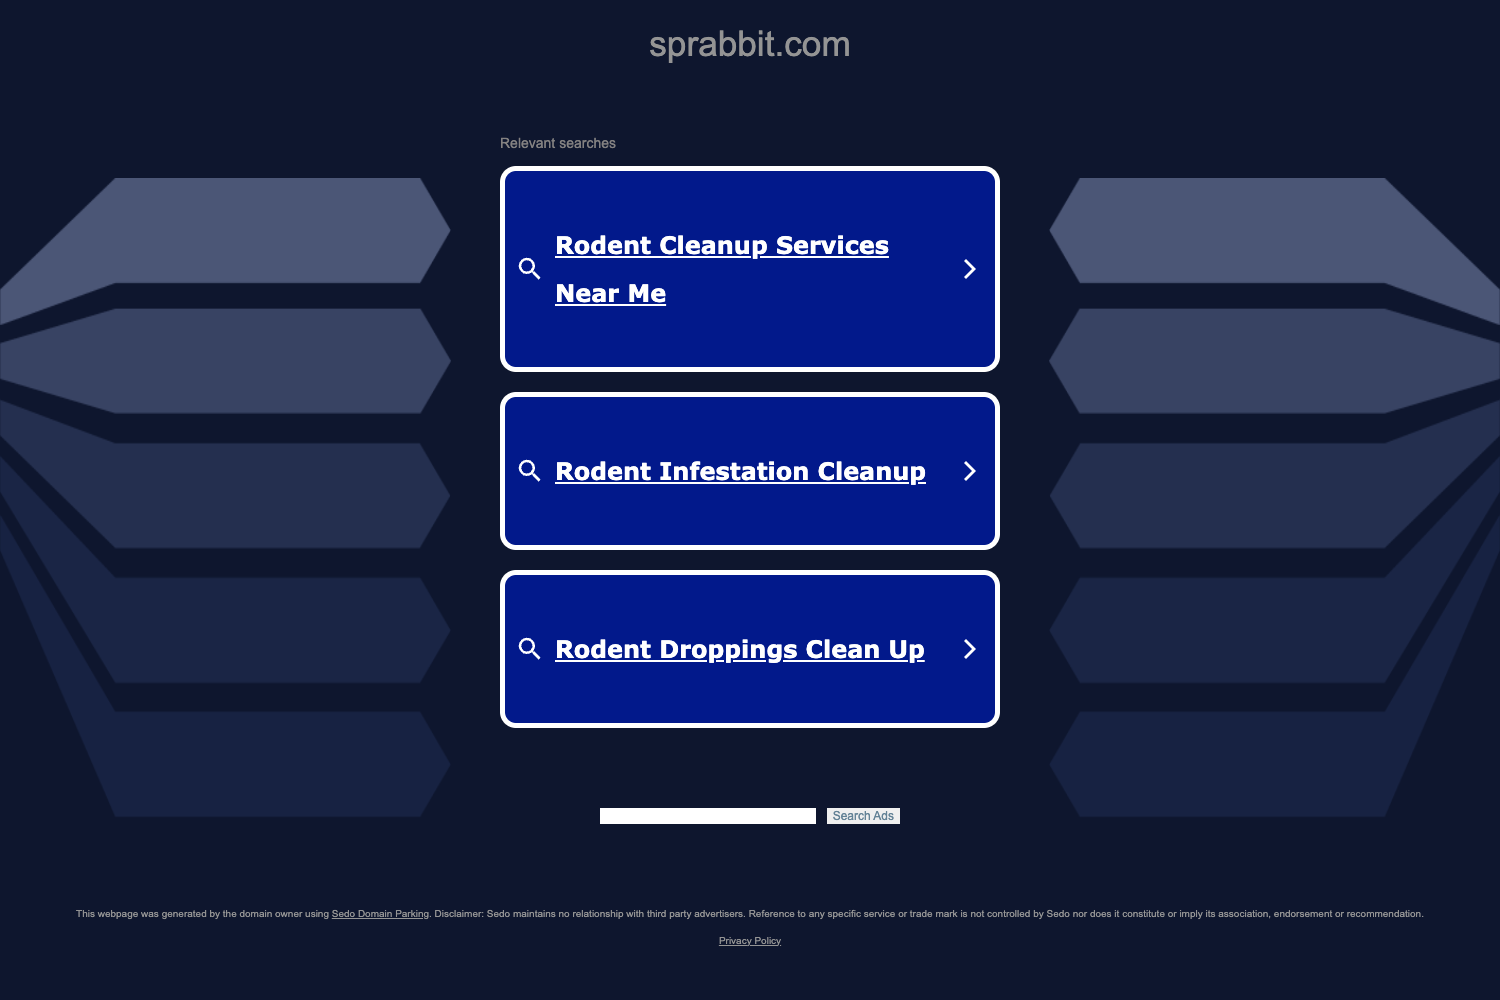 sprabbit.com
Relevant searches
Rodent Cleanup Services
Near Me
Rodent Infestation Cleanup
Rodent Droppings Clean Up
Search Ads
This webpage was generated by the domain owner using Sedo Domain Parking. Disclaimer: Sedo maintains no relationship with third party advertisers. Reference to any specific service or trade mark is not controlled by Sedo nor does it constitute or imply its association, endorsement or recommendation.
Privacy Policy